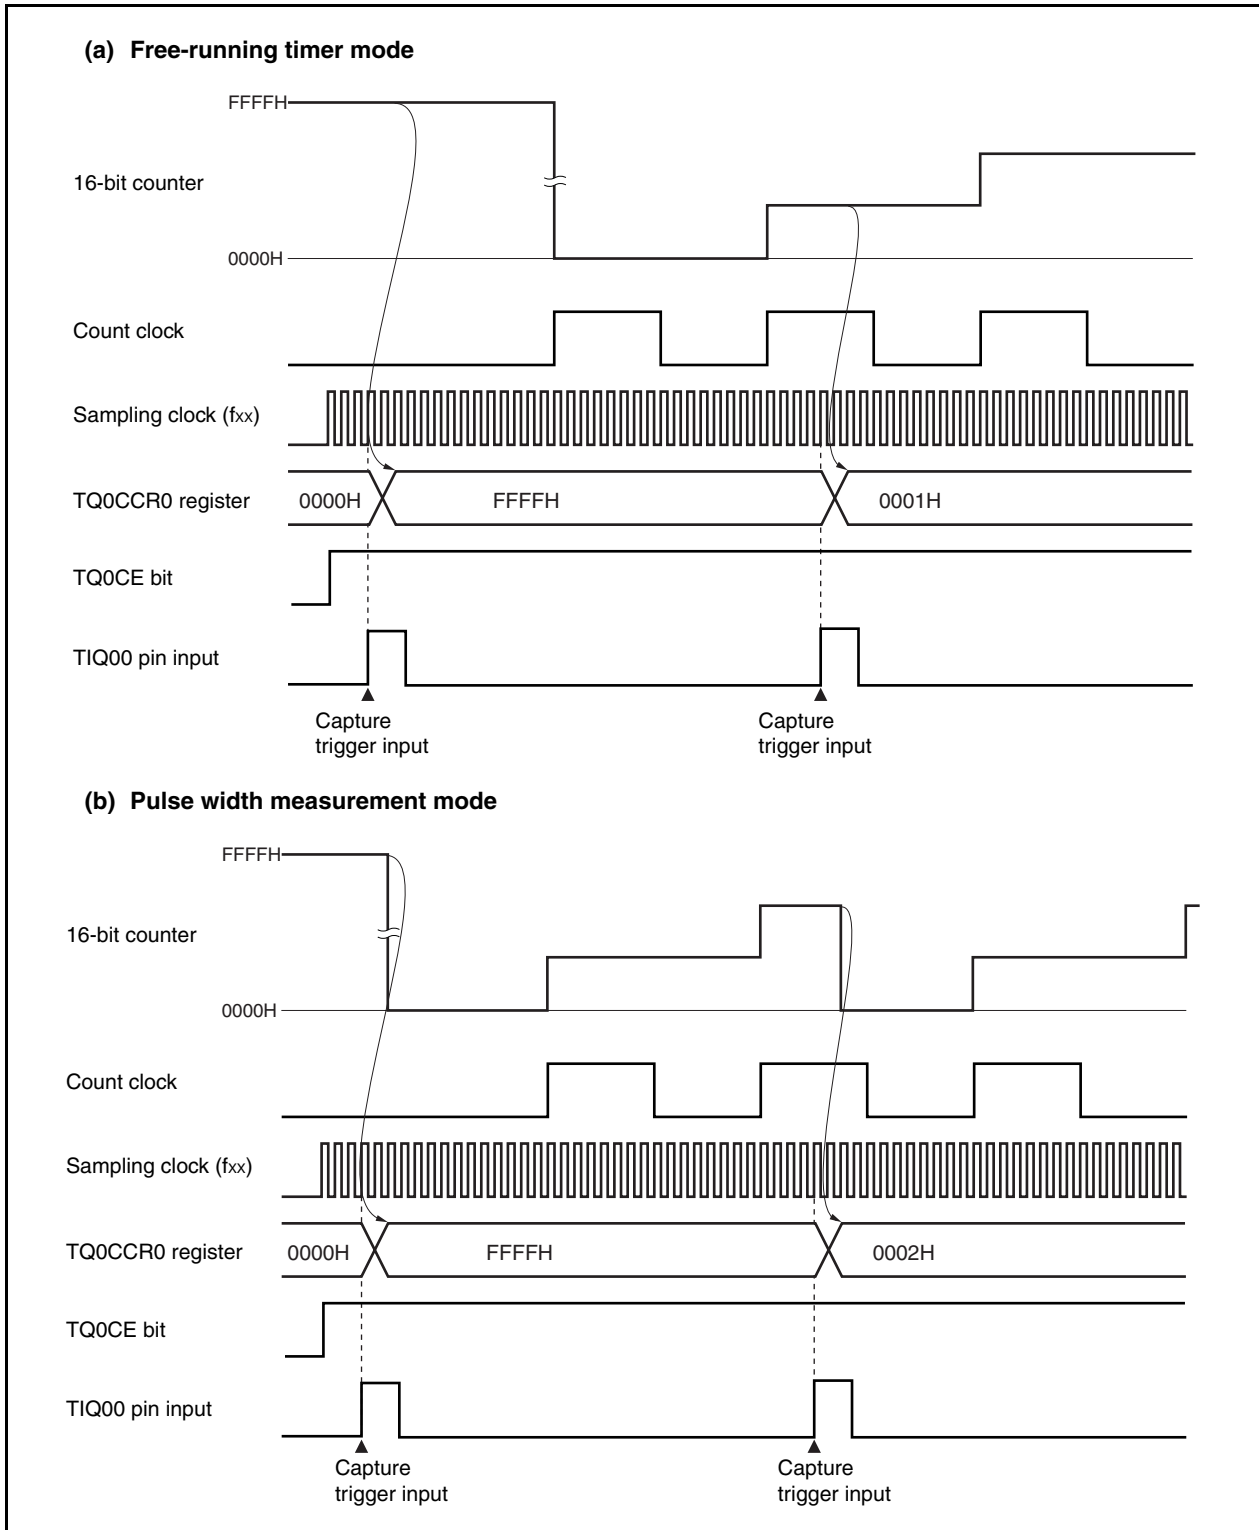 (a) Free-running timer mode
FFFFH
16-bit counter
0000H
Count clock
Sampling clock (fxx)
TQ0CCR0 register
0000H
FFFFH
0001H
TQ0CE bit
TIQ00 pin input
Capture
trigger input
Capture
trigger input
(b) Pulse width measurement mode
FFFFH
16-bit counter
0000H
Count clock
Sampling clock (fxx)
TQ0CCR0 register
0000H
FFFFH
0002H
TQ0CE bit
TIQ00 pin input
Capture
trigger input
Capture
trigger input